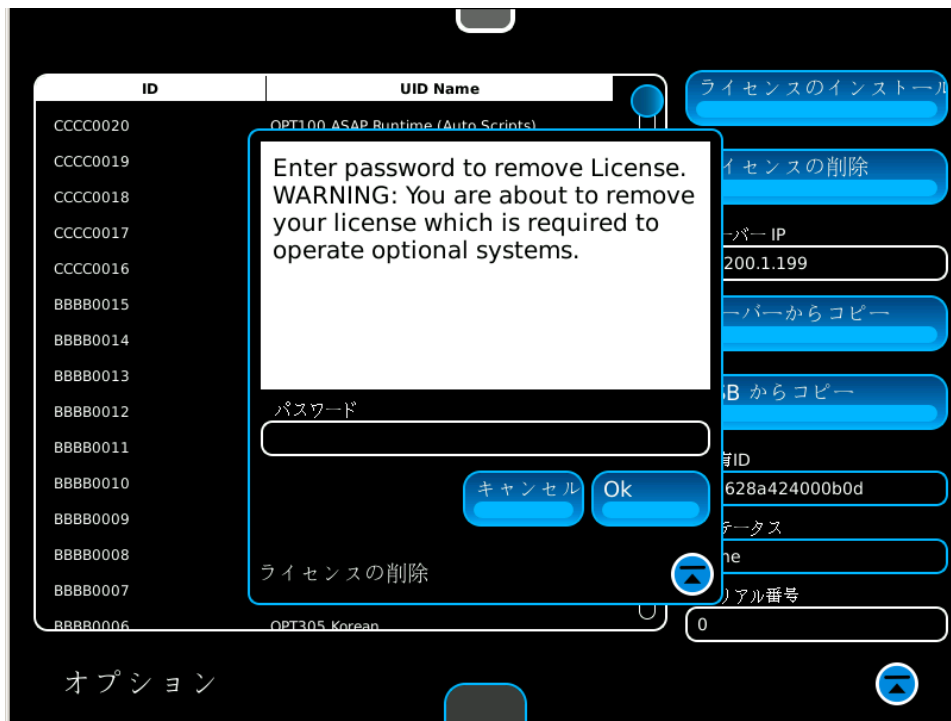 ID
UID Name
CCCC0020
OPT100 ASAP Runtime (Auto Scripts)
CCCC0019
CCCC0018
CCCC0017
CCCC0016
BBBB0015
BBBB0014
BBBB0013
BBBB0012
BBBB0011
BBBB0010
BBBB0009
BBBB0008
BBBB0007
BBBB0006
OPT305 Korean
Enter password to remove License.
WARNING: You are about to remove
your license which is required to
operate optional systems.
パスワード
キャンセル
Ok
ライセンスの削除
ライセンスのインストール
イセンスの削除
ーバー IP
200.1.199
ーバーからコピー
SB からコピー
有ID
628a424000b0d
テータス
ne
リアル番号
0
オプション